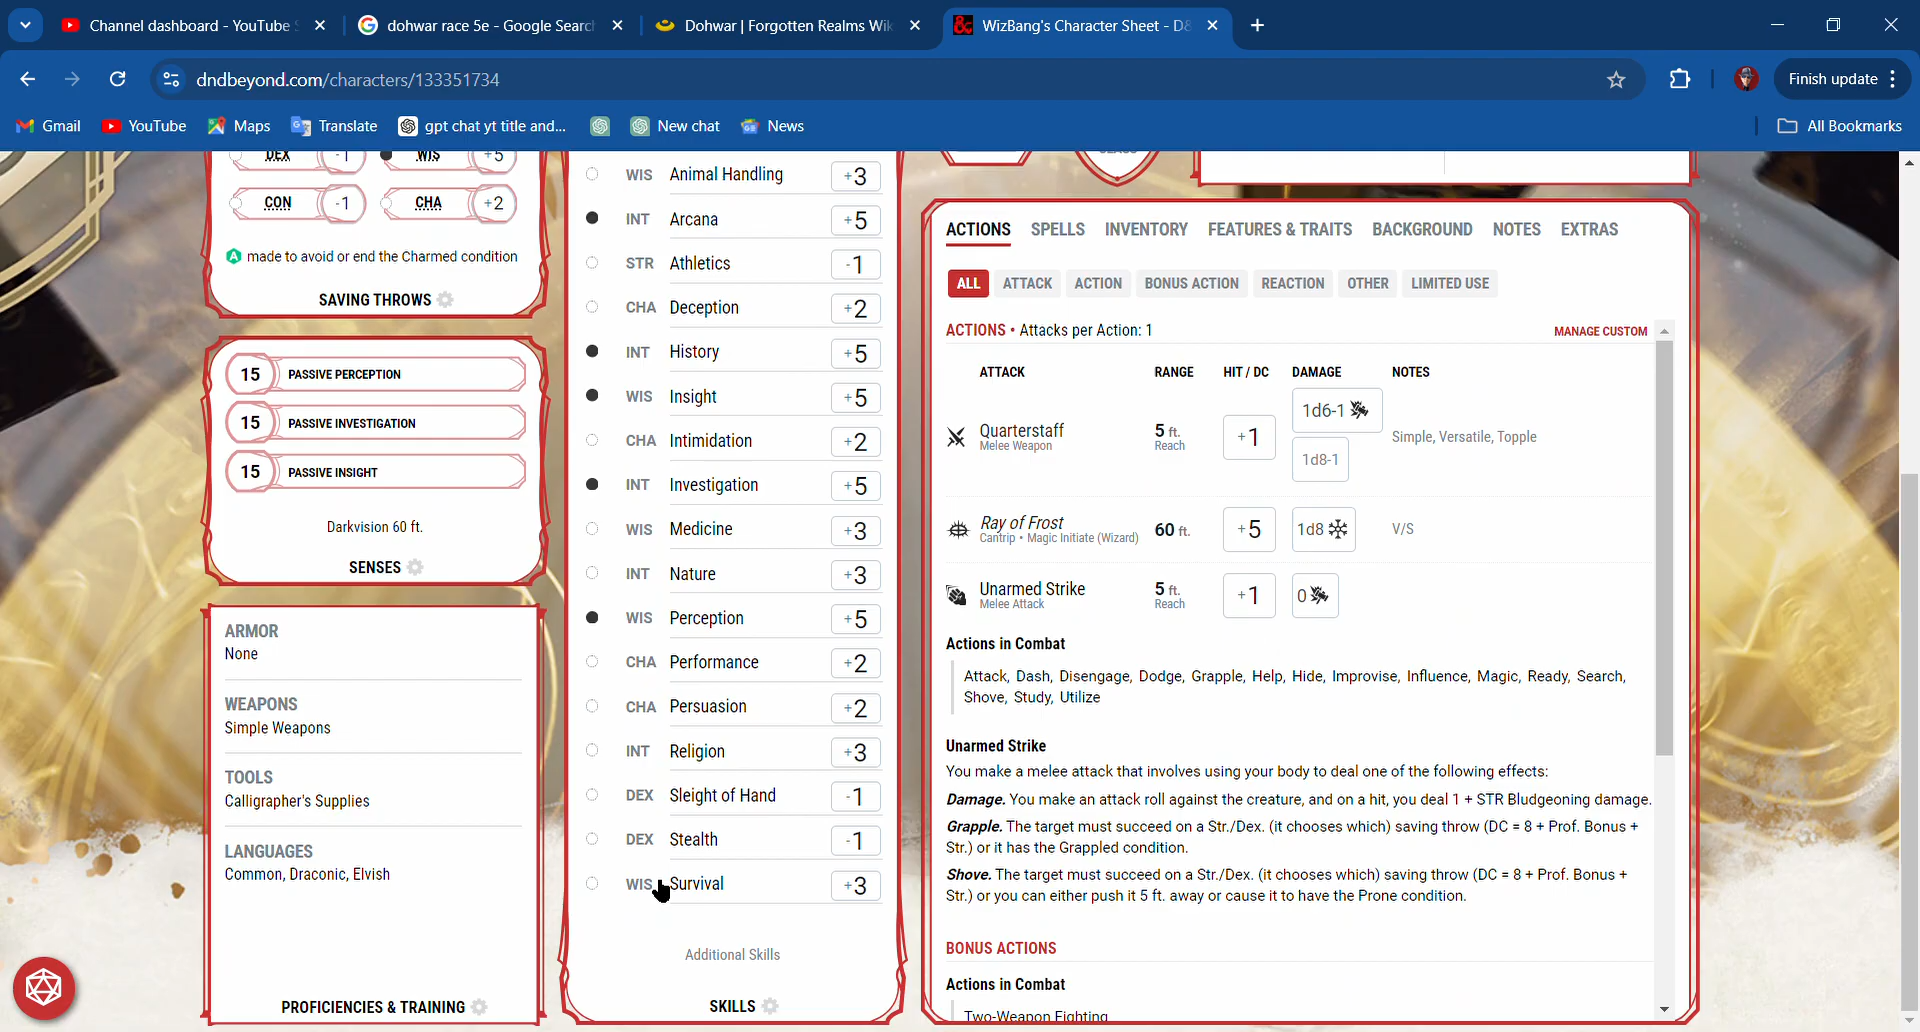 Channel dashboard - YouTube S
dohwar race 5e - Google Search
Dohwar | Forgotten Realms Wik
WizBang's Character Sheet - D&
dndbeyond.com/characters/133351734
Finish update
Gmail
YouTube
Maps
Translate
gpt chat yt title and...
New chat
News
All Bookmarks
DEX -1 WIS +5
CON -1 CHA +2
made to avoid or end the Charmed condition
SAVING THROWS
15 PASSIVE PERCEPTION
15 PASSIVE INVESTIGATION
15 PASSIVE INSIGHT
Darkvision 60 ft.
SENSES
ARMOR
None
WEAPONS
Simple Weapons
TOOLS
Calligrapher's Supplies
LANGUAGES
Common, Draconic, Elvish
PROFICIENCIES & TRAINING
WIS Animal Handling +3
INT Arcana +5
STR Athletics -1
CHA Deception +2
INT History +5
WIS Insight +5
CHA Intimidation +2
INT Investigation +5
WIS Medicine +3
INT Nature +3
WIS Perception +5
CHA Performance +2
CHA Persuasion +2
INT Religion +3
DEX Sleight of Hand -1
DEX Stealth -1
WIS Survival +3
Additional Skills
SKILLS
CLASS
ACTIONS SPELLS INVENTORY FEATURES & TRAITS BACKGROUND NOTES EXTRAS
ALL ATTACK ACTION BONUS ACTION REACTION OTHER LIMITED USE
ACTIONS • Attacks per Action: 1
MANAGE CUSTOM
ATTACK RANGE HIT / DC DAMAGE NOTES
Quarterstaff 5 ft. +1 1d6-1 Simple, Versatile, Topple
Melee Weapon Reach 1d8-1
Ray of Frost 60 ft. +5 1d8 V/S
Cantrip • Magic Initiate (Wizard)
Unarmed Strike 5 ft. +1 0
Melee Attack Reach
Actions in Combat
Attack, Dash, Disengage, Dodge, Grapple, Help, Hide, Improvise, Influence, Magic, Ready, Search,
Shove, Study, Utilize
Unarmed Strike
You make a melee attack that involves using your body to deal one of the following effects:
Damage. You make an attack roll against the creature, and on a hit, you deal 1 + STR Bludgeoning damage.
Grapple. The target must succeed on a Str./Dex. (it chooses which) saving throw (DC = 8 + Prof. Bonus +
Str.) or it has the Grappled condition.
Shove. The target must succeed on a Str./Dex. (it chooses which) saving throw (DC = 8 + Prof. Bonus +
Str.) or you can either push it 5 ft. away or cause it to have the Prone condition.
BONUS ACTIONS
Actions in Combat
Two-Weapon Fighting